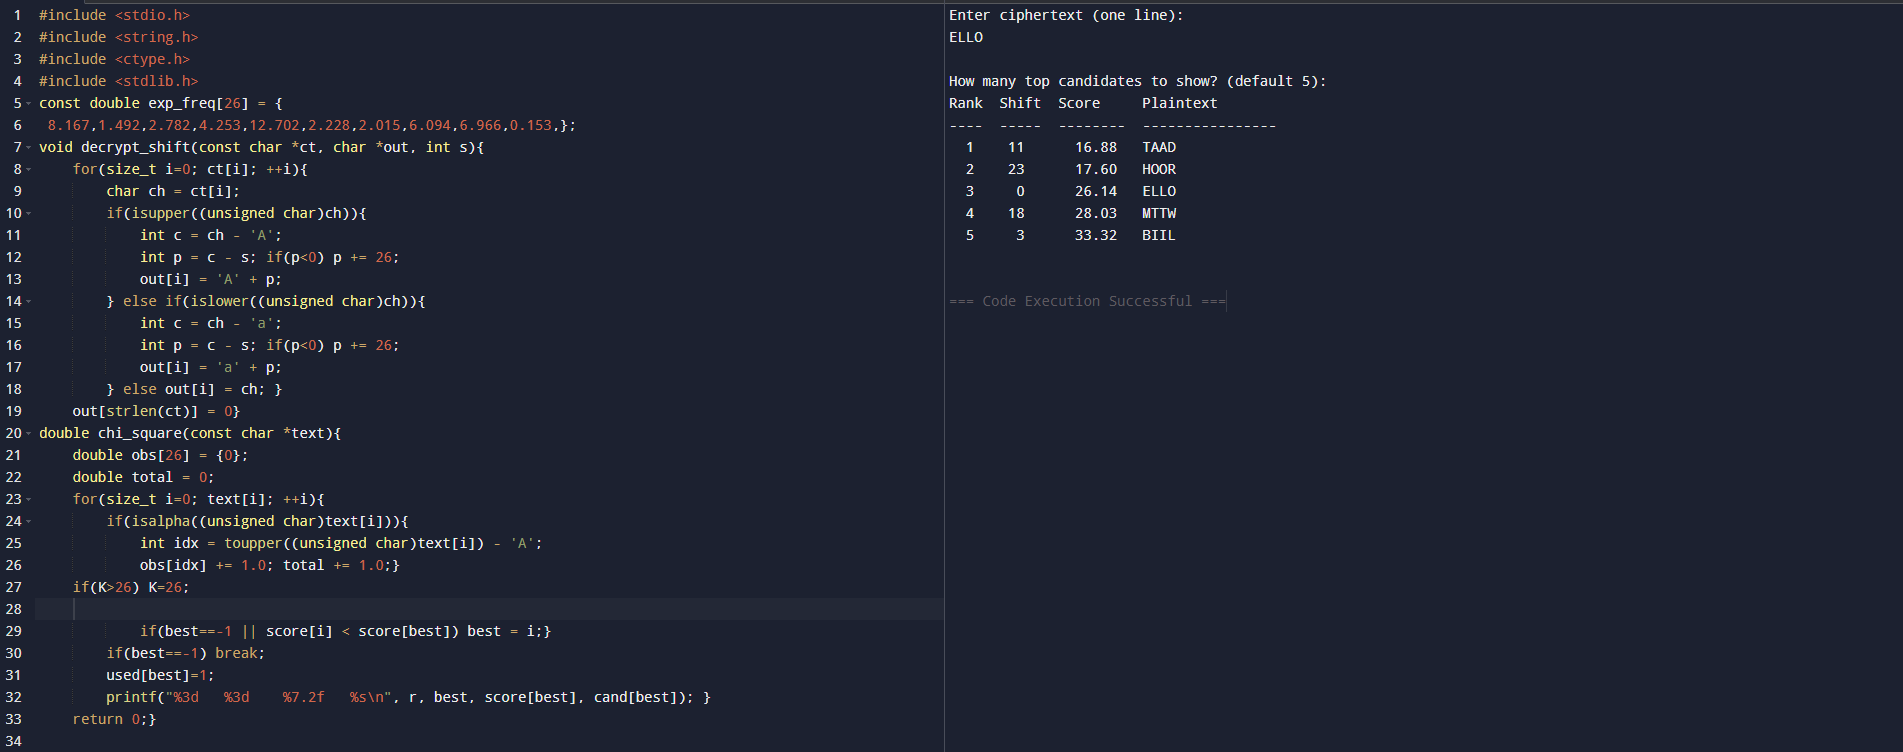 1 #include <stdio.h>
2 #include <string.h>
3 #include <ctype.h>
4 #include <stdlib.h>
5 const double exp_freq[26] = {
6  8.167,1.492,2.782,4.253,12.702,2.228,2.015,6.094,6.966,0.153,};
7 void decrypt_shift(const char *ct, char *out, int s){
8     for(size_t i=0; ct[i]; ++i){
9         char ch = ct[i];
10         if(isupper((unsigned char)ch)){
11             int c = ch - 'A';
12             int p = c - s; if(p<0) p += 26;
13             out[i] = 'A' + p;
14         } else if(islower((unsigned char)ch)){
15             int c = ch - 'a';
16             int p = c - s; if(p<0) p += 26;
17             out[i] = 'a' + p;
18         } else out[i] = ch; }
19     out[strlen(ct)] = 0}
20 double chi_square(const char *text){
21     double obs[26] = {0};
22     double total = 0;
23     for(size_t i=0; text[i]; ++i){
24         if(isalpha((unsigned char)text[i])){
25             int idx = toupper((unsigned char)text[i]) - 'A';
26             obs[idx] += 1.0; total += 1.0;}
27     if(K>26) K=26;
28
29             if(best==-1 || score[i] < score[best]) best = i;}
30         if(best==-1) break;
31         used[best]=1;
32         printf("%3d   %3d    %7.2f   %s\n", r, best, score[best], cand[best]); }
33     return 0;}
34
Enter ciphertext (one line):
ELLO
How many top candidates to show? (default 5):
Rank  Shift  Score     Plaintext
----  -----  --------  ----------------
  1    11      16.88   TAAD
  2    23      17.60   HOOR
  3     0      26.14   ELLO
  4    18      28.03   MTTW
  5     3      33.32   BIIL
=== Code Execution Successful ===